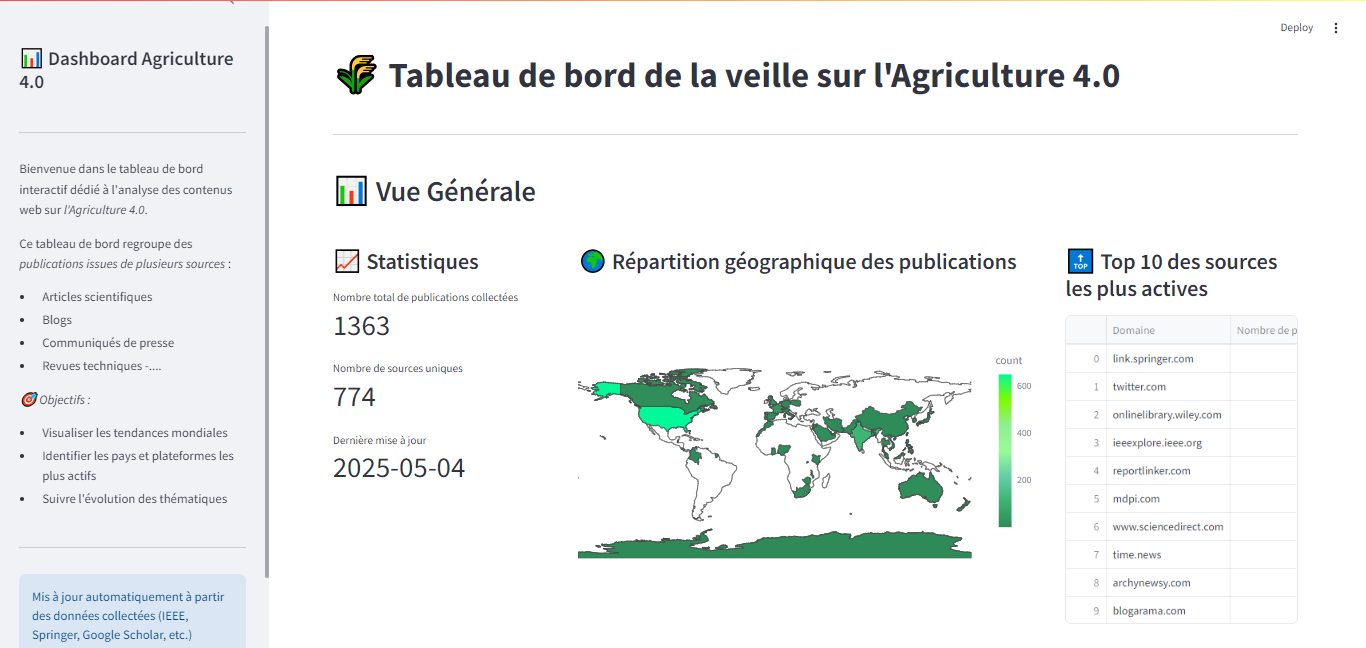 Dashboard Agriculture
4.0
Bienvenue dans le tableau de bord
interactif dédié à l'analyse des contenus
web sur l'Agriculture 4.0.
Ce tableau de bord regroupe des
publications issues de plusieurs sources :
• Articles scientifiques
• Blogs
• Communiqués de presse
• Revues techniques -....
Objectifs :
• Visualiser les tendances mondiales
• Identifier les pays et plateformes les
plus actifs
• Suivre l'évolution des thématiques
Mis à jour automatiquement à partir
des données collectées (IEEE,
Springer, Google Scholar, etc.)
Deploy
Tableau de bord de la veille sur l'Agriculture 4.0
Vue Générale
Statistiques
Nombre total de publications collectées
1363
Nombre de sources uniques
774
Dernière mise à jour
2025-05-04
Répartition géographique des publications
count
600
400
200
TOP
Top 10 des sources
les plus actives
Domaine Nombre de p
0 link.springer.com
1 twitter.com
2 onlinelibrary.wiley.com
3 ieeexplore.ieee.org
4 reportlinker.com
5 mdpi.com
6 www.sciencedirect.com
7 time.news
8 archynewsy.com
9 blogarama.com